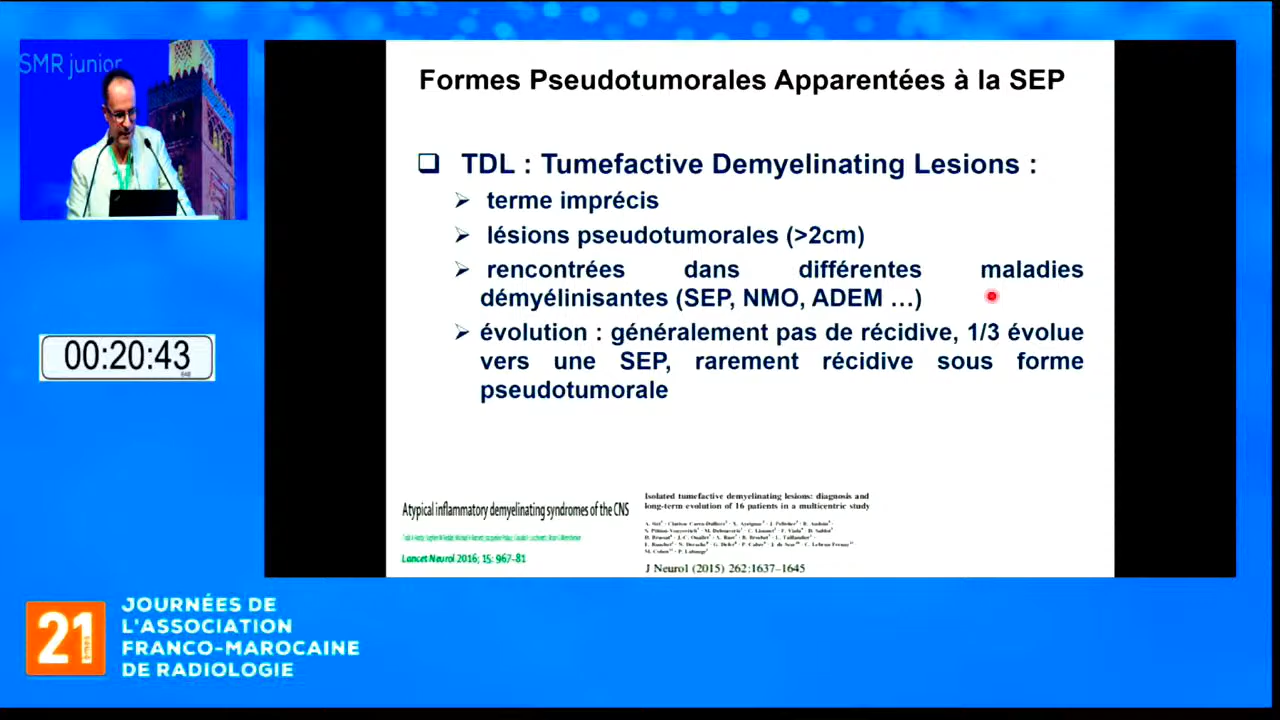 SMR junior
Formes Pseudotumorales Apparentées à la SEP
❑ TDL : Tumefactive Demyelinating Lesions :
➢ terme imprécis
➢ lésions pseudotumorales (>2cm)
➢ rencontrées dans différentes maladies
démyélinisantes (SEP, NMO, ADEM ...)
➢ évolution : généralement pas de récidive, 1/3 évolue
vers une SEP, rarement récidive sous forme
pseudotumorale
00:20:43
Atypical inflammatory demyelinating syndromes of the CNS
Lancet Neurol 2016; 15: 967–81
Isolated tumefactive demyelinating lesions: diagnosis and
long-term evolution of 16 patients in a multicentric study
J Neurol (2015) 262:1637–1645
21
èmes
JOURNÉES DE
L'ASSOCIATION
FRANCO-MAROCAINE
DE RADIOLOGIE